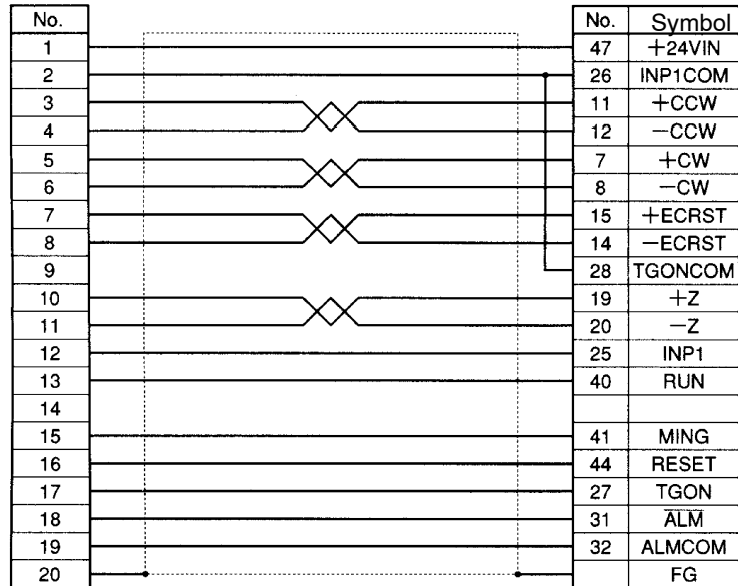 No. No. Symbol
1 47 +24VIN
2 26 INP1COM
3 11 +CCW
4 12 −CCW
5 7 +CW
6 8 −CW
7 15 +ECRST
8 14 −ECRST
9 28 TGONCOM
10 19 +Z
11 20 −Z
12 25 INP1
13 40 RUN
14
15 41 MING
16 44 RESET
17 27 TGON
18 31 A̅L̅M̅
19 32 ALMCOM
20 FG